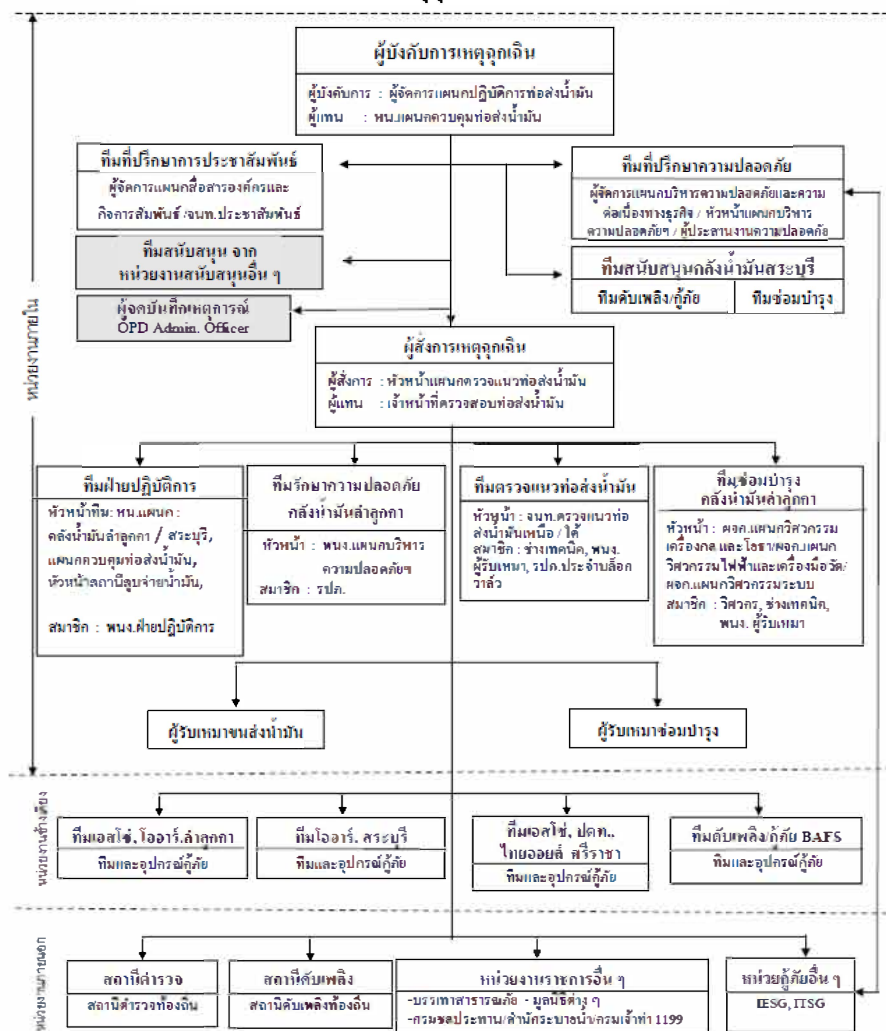 ผู้บังคับการเหตุฉุกเฉิน
ผู้บังคับการ : ผู้จัดการแผนกปฏิบัติการท่อส่งน้ำมัน
ผู้แทน : หน.แผนกควบคุมท่อส่งน้ำมัน
ทีมที่ปรึกษาการประชาสัมพันธ์
ผู้จัดการแผนกสื่อสารองค์กรและ
กิจการสัมพันธ์ /จนท.ประชาสัมพันธ์
ทีมที่ปรึกษาความปลอดภัย
ผู้จัดการแผนกบริหารความปลอดภัยและความ
ต่อเนื่องทางธุรกิจ / หัวหน้าแผนกบริหาร
ความปลอดภัยฯ / ผู้ประสานงานความปลอดภัย
ทีมสนับสนุน จาก
หน่วยงานสนับสนุนอื่น ๆ
ทีมสนับสนุนคลังน้ำมันสระบุรี
ทีมดับเพลิง/กู้ภัย
ทีมซ่อมบำรุง
ผู้จดบันทึกเหตุการณ์
OPD Admin. Officer
ผู้สั่งการเหตุฉุกเฉิน
ผู้สั่งการ : หัวหน้าแผนกตรวจแนวท่อส่งน้ำมัน
ผู้แทน : เจ้าหน้าที่ตรวจสอบท่อส่งน้ำมัน
หน่วยงานภายใน
ทีมฝ่ายปฏิบัติการ
หัวหน้าทีม: หน.แผนก :
คลังน้ำมันลำลูกกา / สระบุรี,
แผนกควบคุมท่อส่งน้ำมัน,
หัวหน้าสถานีสูบจ่ายน้ำมัน,
สมาชิก : พนง.ฝ่ายปฏิบัติการ
ทีมรักษาความปลอดภัย
คลังน้ำมันลำลูกกา
หัวหน้า : พนง.แผนกบริหาร
ความปลอดภัยฯ
สมาชิก : รปภ.
ทีมตรวจแนวท่อส่งน้ำมัน
หัวหน้า : จนท.ตรวจแนวท่อ
ส่งน้ำมันเหนือ / ใต้
สมาชิก : ช่างเทคนิค, พนง.
ผู้รับเหมา, รปภ.ประจำบล็อก
วาล์ว
ทีมซ่อมบำรุง
คลังน้ำมันลำลูกกา
หัวหน้า : ผจก.แผนกวิศวกรรม
เครื่องกล และโยธา/ผจก.แผนก
วิศวกรรมไฟฟ้าและเครื่องมือวัด/
ผจก.แผนกวิศวกรรมระบบ
สมาชิก : วิศวกร, ช่างเทคนิค,
พนง. ผู้รับเหมา
ผู้รับเหมาขนส่งน้ำมัน
ผู้รับเหมาซ่อมบำรุง
หน่วยงานข้างเคียง
ทีมเอสโซ่, โออาร์.ลำลูกกา
ทีมและอุปกรณ์กู้ภัย
ทีมโออาร์. สระบุรี
ทีมและอุปกรณ์กู้ภัย
ทีมเอสโซ่, ปตท.,
ไทยออยล์ ศรีราชา
ทีมและอุปกรณ์กู้ภัย
ทีมดับเพลิง/กู้ภัย BAFS
ทีมและอุปกรณ์กู้ภัย
หน่วยงานภายนอก
สถานีตำรวจ
สถานีตำรวจท้องถิ่น
สถานีดับเพลิง
สถานีดับเพลิงท้องถิ่น
หน่วยงานราชการอื่น ๆ
-บรรเทาสาธารณภัย - มูลนิธิต่าง ๆ
-กรมชลประทาน/สำนักระบายน้ำ/กรมเจ้าท่า 1199
หน่วยกู้ภัยอื่น ๆ
IESG, ITSG